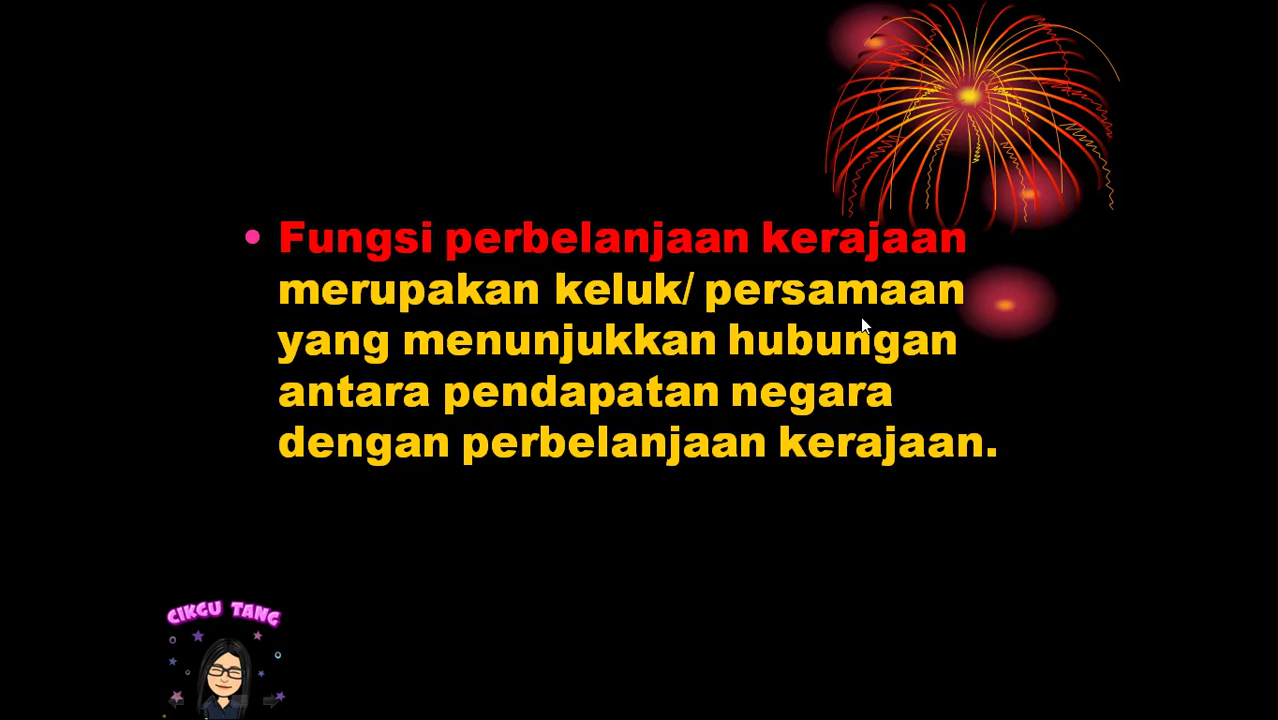 • Fungsi perbelanjaan kerajaan
merupakan keluk/ persamaan
yang menunjukkan hubungan
antara pendapatan negara
dengan perbelanjaan kerajaan.
CIKGU TANG